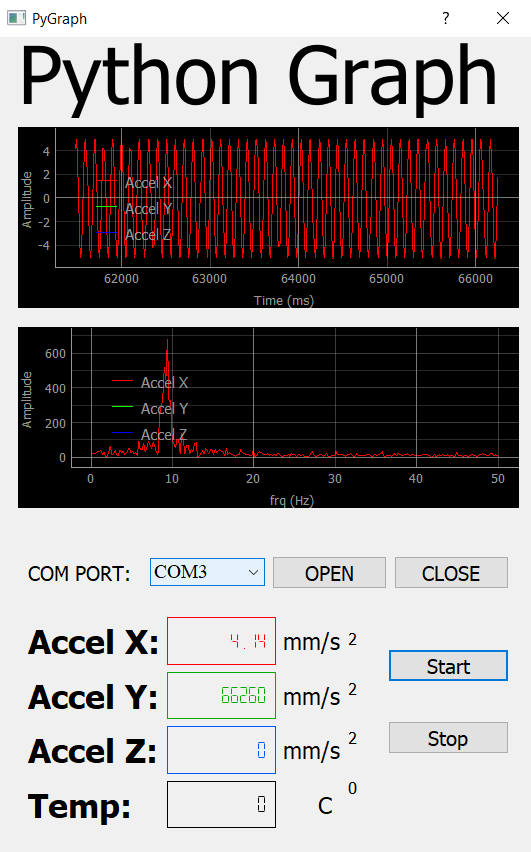 PyGraph ?
Python Graph
Amplitude
4
2
0
-2
-4
Accel X
Accel Y
Accel Z
62000 63000 64000 65000 66000
Time (ms)
Amplitude
600
400
200
0
Accel X
Accel Y
Accel Z
0 10 20 30 40 50
frq (Hz)
COM PORT: COM3 OPEN CLOSE
Accel X: 4.14 mm/s 2
Start
Accel Y: 66260 mm/s 2
Stop
Accel Z: 0 mm/s 2
Temp: 0 C 0